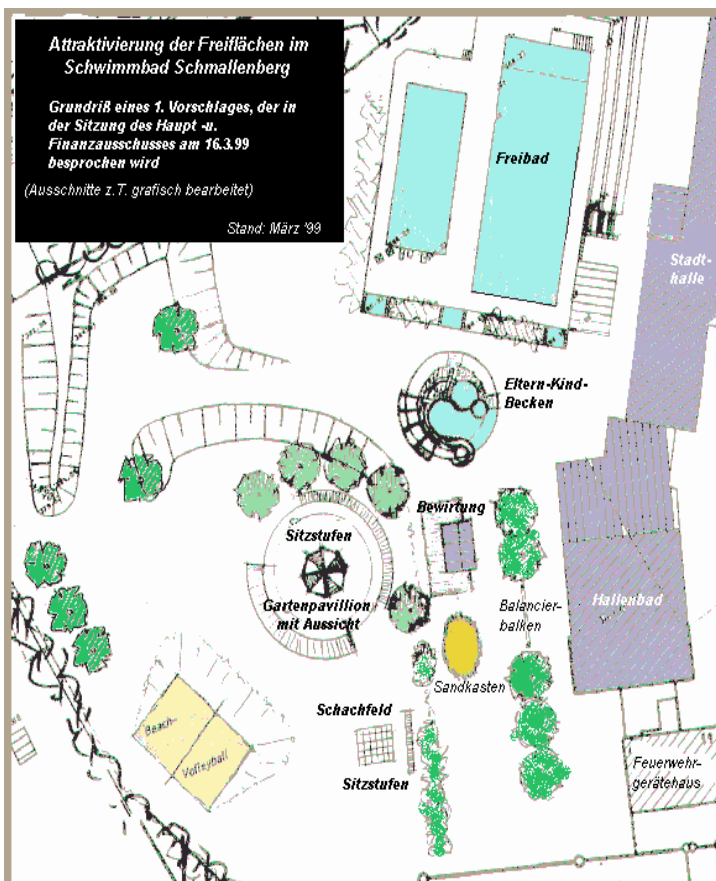 Attraktivierung der Freiflächen im
Schwimmbad Schmallenberg
Grundriß eines 1. Vorschlages, der in
der Sitzung des Haupt -u.
Finanzausschusses am 16.3.99
besprochen wird
(Ausschnitte z.T. grafisch bearbeitet)
Stand: März '99
Freibad
Stadt-
halle
Eltern-Kind-
Becken
Bewirtung
Sitzstufen
Gartenpavillion
mit Aussicht
Balancier-
balken
Hallenbad
Sandkasten
Schachfeld
Sitzstufen
Beach-
Volleyball
Feuerwehr-
gerätehaus